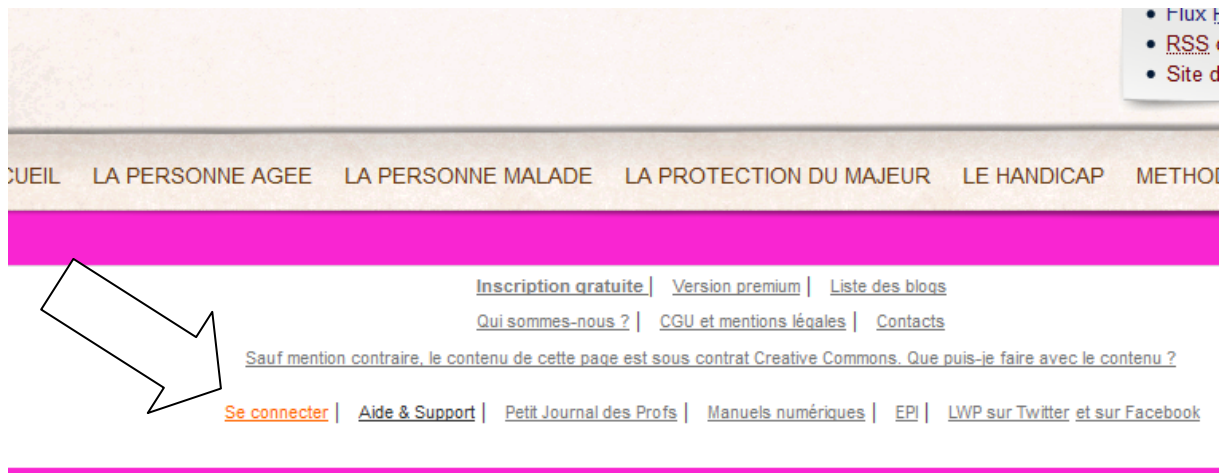 Flux
RSS
Site d
CUEIL LA PERSONNE AGEE LA PERSONNE MALADE LA PROTECTION DU MAJEUR LE HANDICAP METHOD
Inscription gratuite | Version premium | Liste des blogs
Qui sommes-nous ? | CGU et mentions légales | Contacts
Sauf mention contraire, le contenu de cette page est sous contrat Creative Commons. Que puis-je faire avec le contenu ?
Se connecter | Aide & Support | Petit Journal des Profs | Manuels numériques | EPI | LWP sur Twitter et sur Facebook